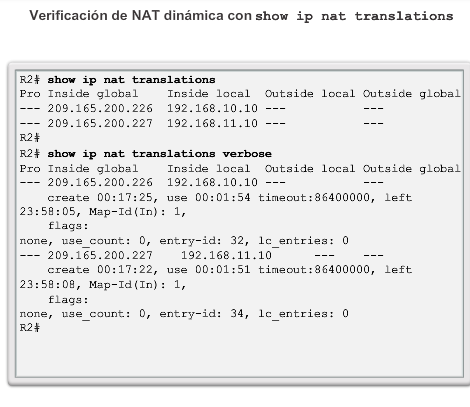 Verificación de NAT dinámica con show ip nat translations
R2# show ip nat translations
Pro Inside global    Inside local  Outside local Outside global
--- 209.165.200.226  192.168.10.10 ---           ---
--- 209.165.200.227  192.168.11.10 ---           ---
R2#
R2# show ip nat translations verbose
Pro Inside global    Inside local  Outside local Outside global
--- 209.165.200.226  192.168.10.10 ---           ---
    create 00:17:25, use 00:01:54 timeout:86400000, left
23:58:05, Map-Id(In): 1,
    flags:
none, use_count: 0, entry-id: 32, lc_entries: 0
--- 209.165.200.227    192.168.11.10      ---    ---
    create 00:17:22, use 00:01:51 timeout:86400000, left
23:58:08, Map-Id(In): 1,
    flags:
none, use_count: 0, entry-id: 34, lc_entries: 0
R2#